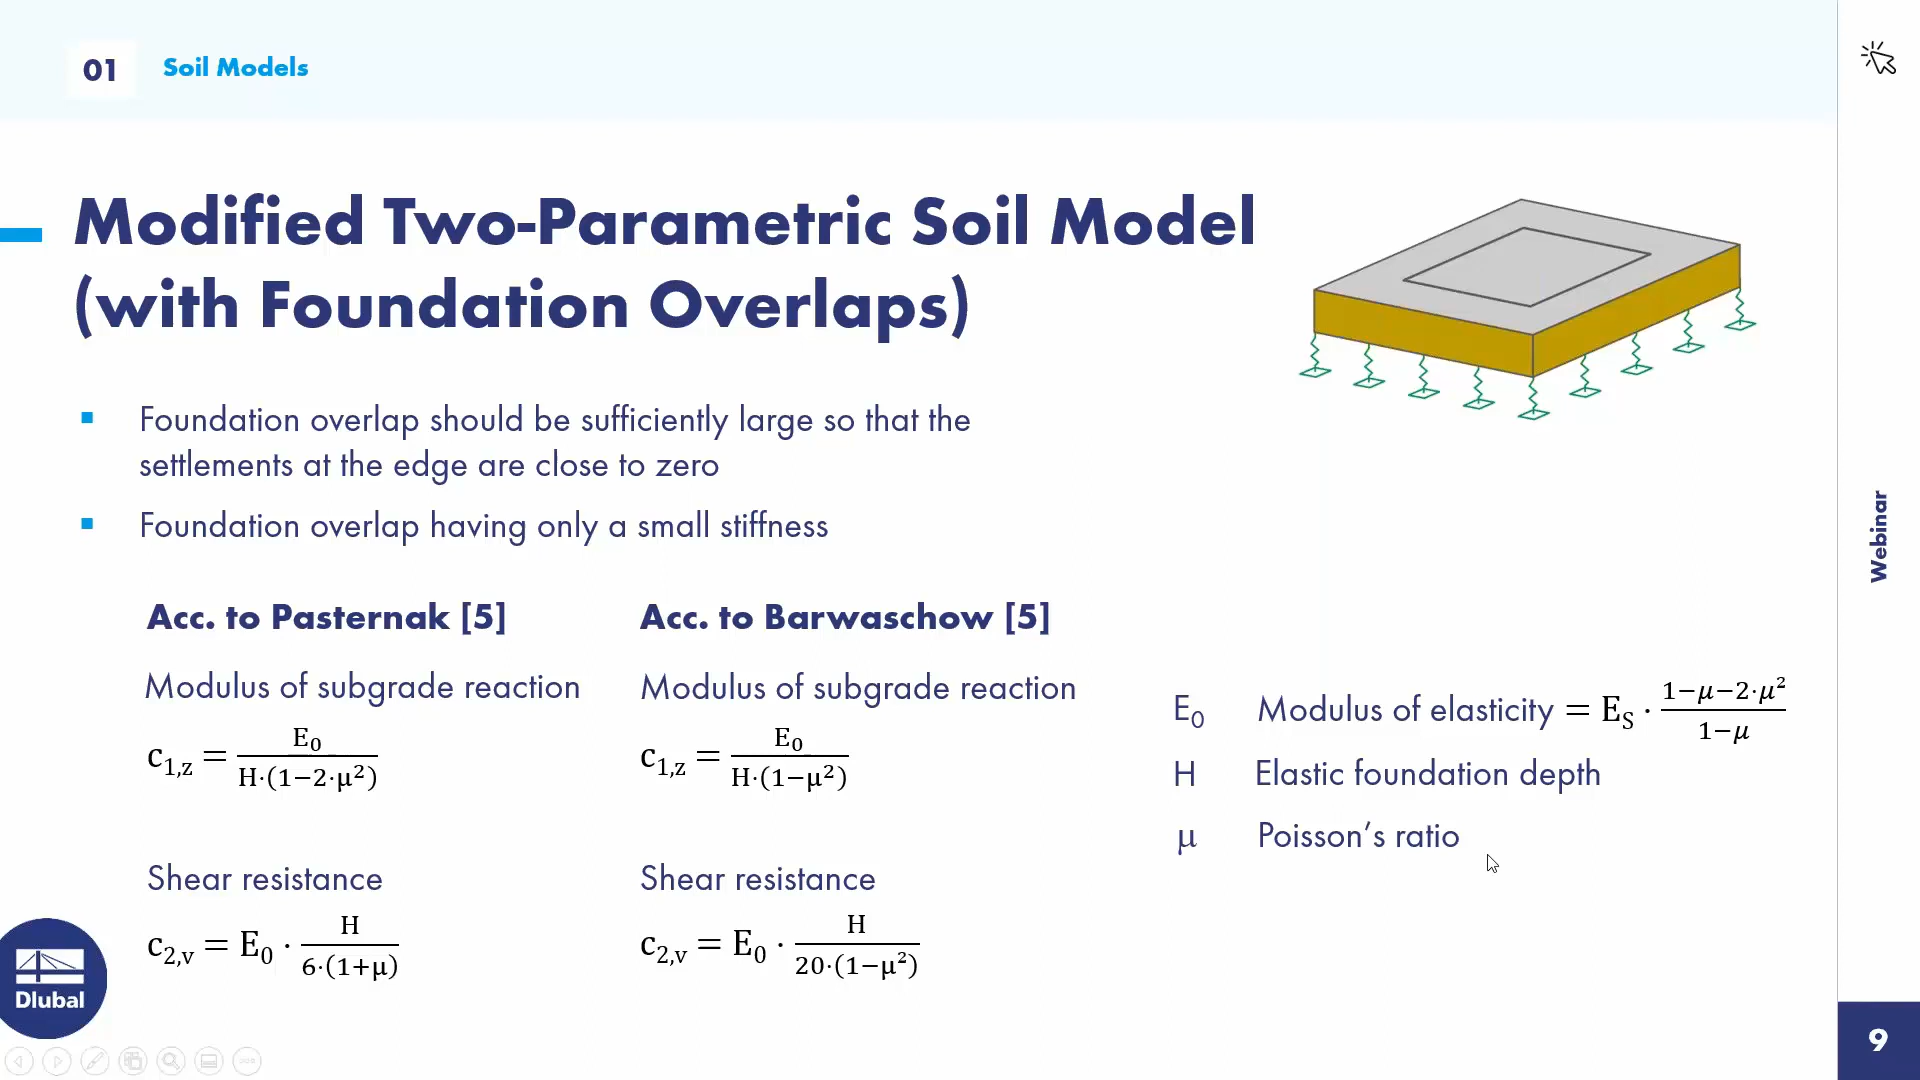 01 Soil Models
Modified Two-Parametric Soil Model
(with Foundation Overlaps)
▪ Foundation overlap should be sufficiently large so that the
settlements at the edge are close to zero
▪ Foundation overlap having only a small stiffness
Acc. to Pasternak [5]
Modulus of subgrade reaction
c₁,z = E₀ / H·(1−2·μ²)
Shear resistance
c₂,v = E₀ · H / 6·(1+μ)
Acc. to Barwaschow [5]
Modulus of subgrade reaction
c₁,z = E₀ / H·(1−μ²)
Shear resistance
c₂,v = E₀ · H / 20·(1−μ²)
E₀ Modulus of elasticity = E_S · 1−μ−2·μ² / 1−μ
H Elastic foundation depth
μ Poisson's ratio
Webinar
Dlubal
9